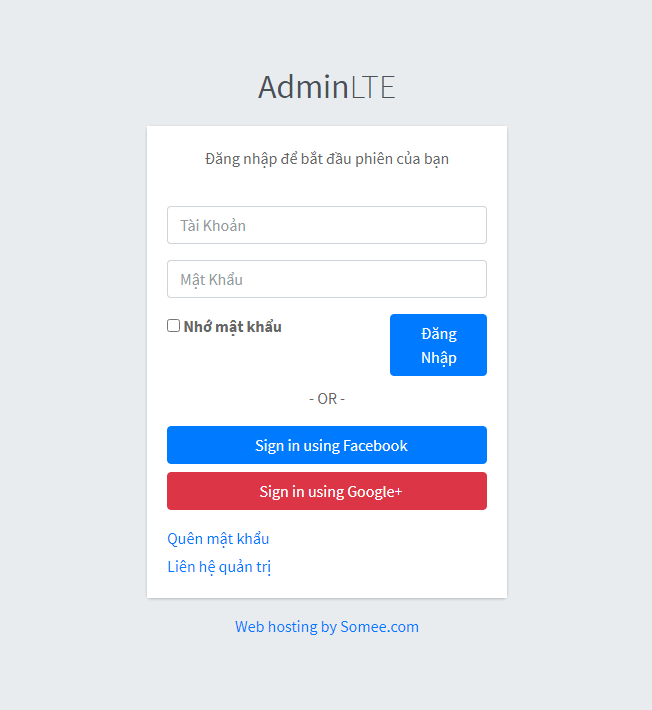 AdminLTE
Đăng nhập để bắt đầu phiên của bạn
Tài Khoản
Mật Khẩu
Nhớ mật khẩu
Đăng
Nhập
- OR -
Sign in using Facebook
Sign in using Google+
Quên mật khẩu
Liên hệ quản trị
Web hosting by Somee.com